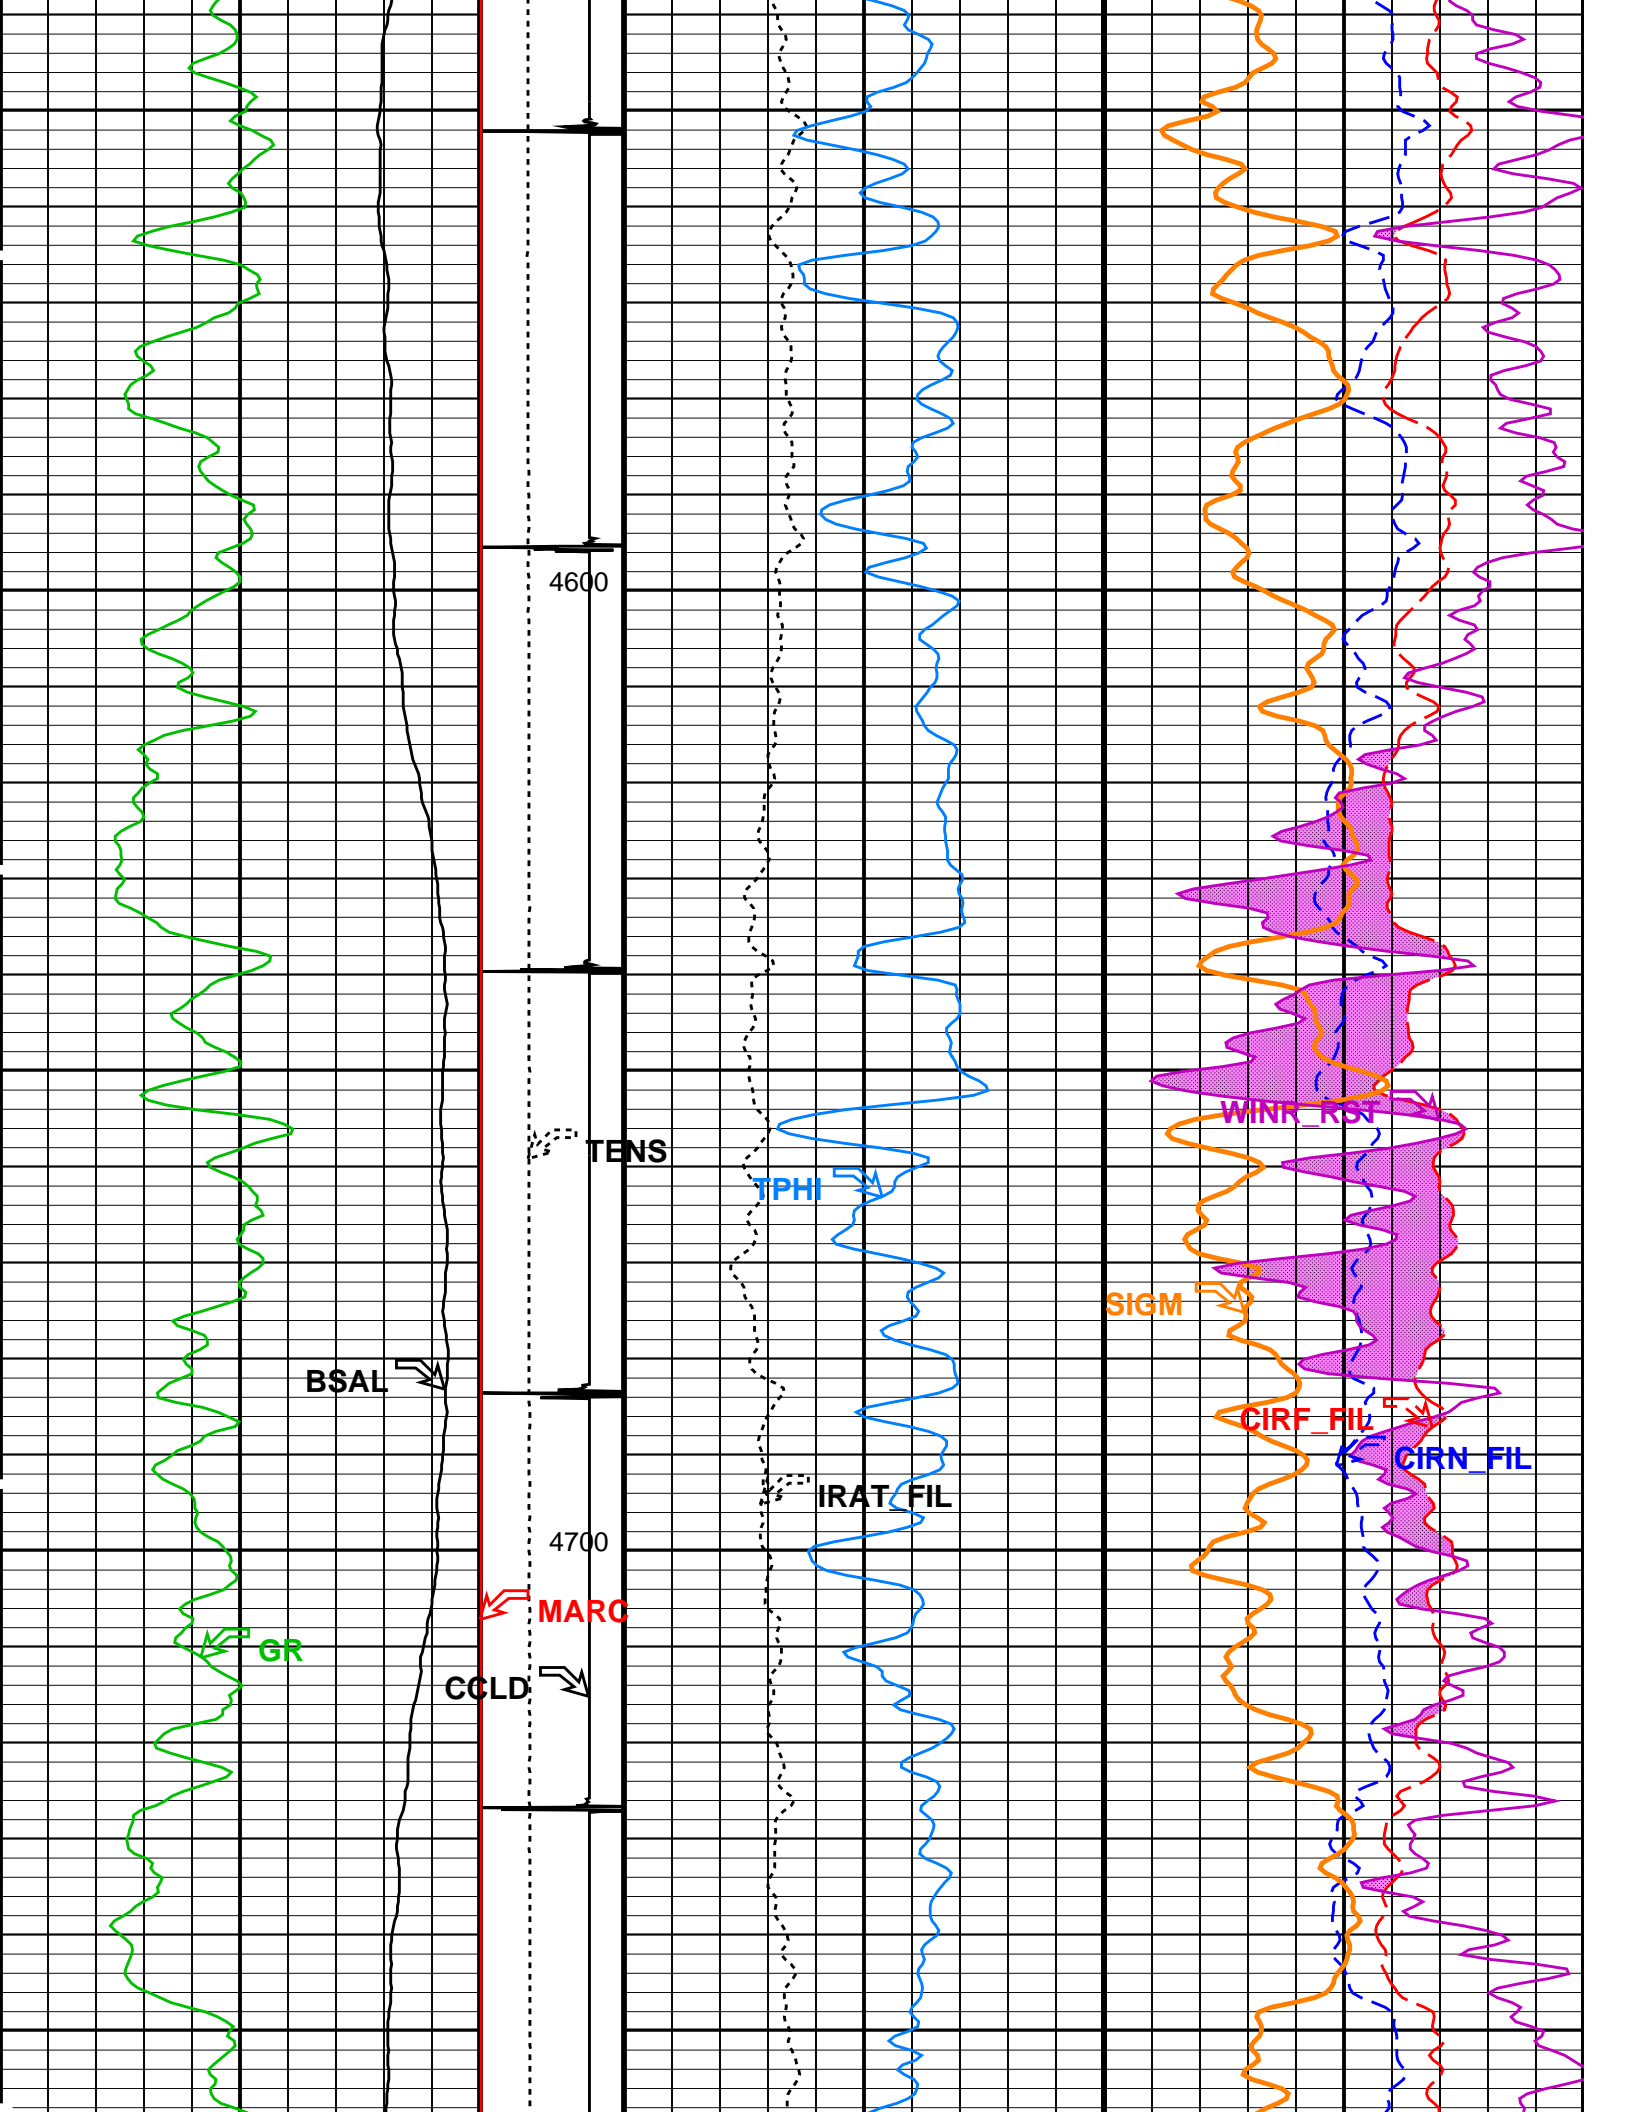 4600
WINR_RST
TENS
TPHI
SIGM
BSAL
CIRF_FIL
CIRN_FIL
IRAT_FIL
4700
MARC
GR
CCLD